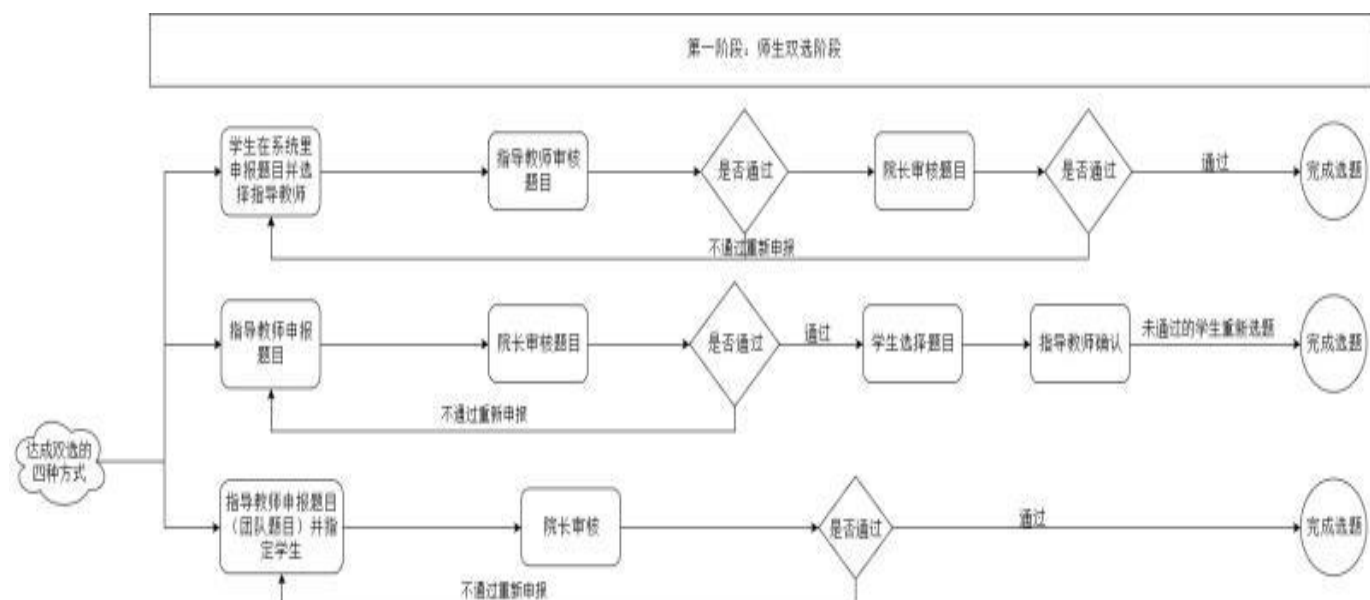 第一阶段：师生双选阶段
学生在系统里
申报题目并选
择指导教师
指导教师审核
题目
是否通过
院长审核题目
是否通过
通过
完成选题
不通过重新申报
指导教师申报
题目
院长审核题目
是否通过
通过
学生选择题目
指导教师确认
未通过的学生重新选题
完成选题
不通过重新申报
达成双选的
四种方式
指导教师申报题目
（团队题目）并指
定学生
院长审核
是否通过
通过
完成选题
不通过重新申报